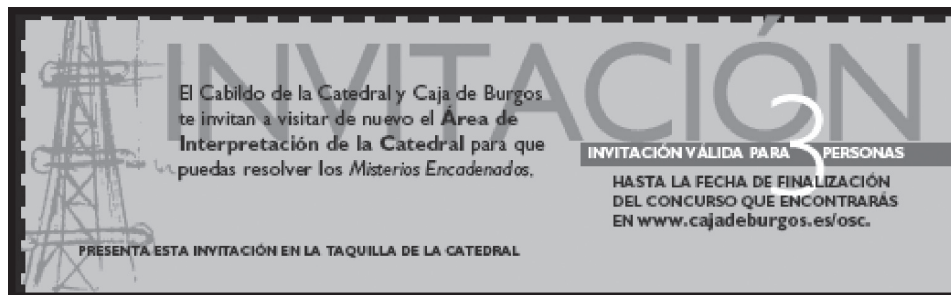 INVITACIÓN
El Cabildo de la Catedral y Caja de Burgos
te invitan a visitar de nuevo el Área de
Interpretación de la Catedral para que
puedas resolver los Misterios Encadenados.
INVITACIÓN VÁLIDA PARA 3 PERSONAS
HASTA LA FECHA DE FINALIZACIÓN
DEL CONCURSO QUE ENCONTRARÁS
EN www.cajadeburgos.es/osc.
PRESENTA ESTA INVITACIÓN EN LA TAQUILLA DE LA CATEDRAL